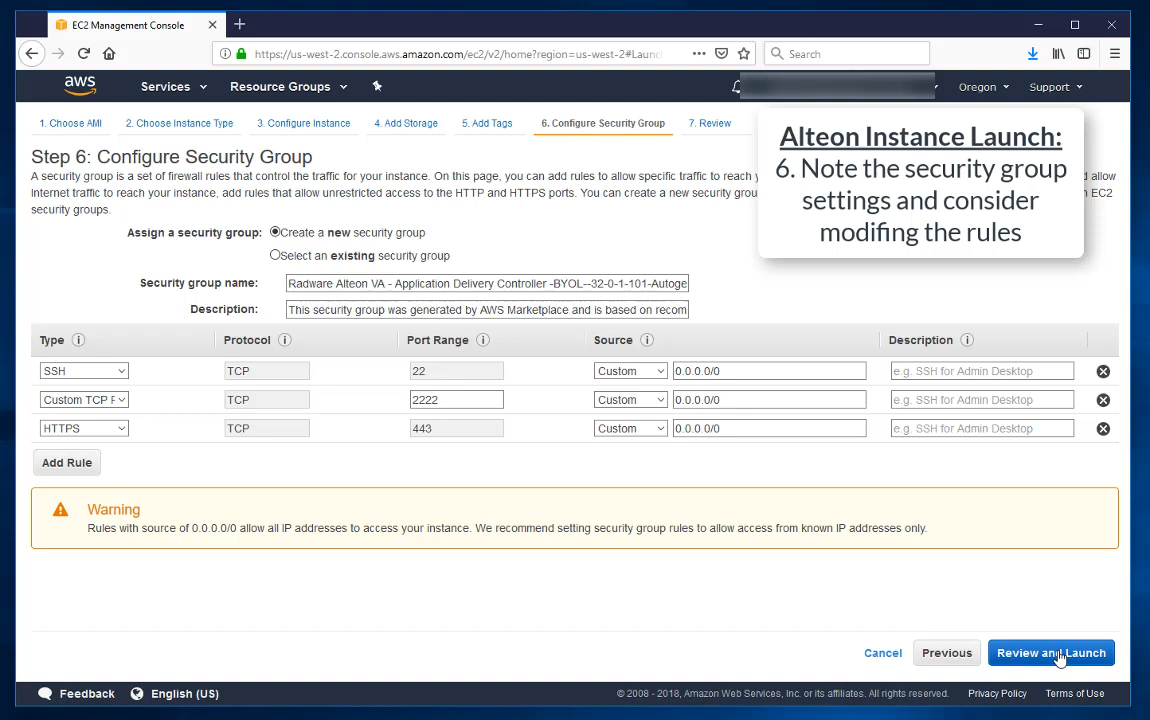 EC2 Management Console
https://us-west-2.console.aws.amazon.com/ec2/v2/home?region=us-west-2#Launc
Search
aws
Services
Resource Groups
Oregon
Support
1. Choose AMI
2. Choose Instance Type
3. Configure Instance
4. Add Storage
5. Add Tags
6. Configure Security Group
7. Review
Alteon Instance Launch:
6. Note the security group
settings and consider
modifing the rules
Step 6: Configure Security Group
A security group is a set of firewall rules that control the traffic for your instance. On this page, you can add rules to allow specific traffic to reach y
allow
Internet traffic to reach your instance, add rules that allow unrestricted access to the HTTP and HTTPS ports. You can create a new security grou
EC2
security groups.
Assign a security group:
Create a new security group
Select an existing security group
Security group name:
Radware Alteon VA - Application Delivery Controller -BYOL--32-0-1-101-Autoge
Description:
This security group was generated by AWS Marketplace and is based on recom
Type Protocol Port Range Source Description
SSH TCP 22 Custom 0.0.0.0/0 e.g. SSH for Admin Desktop
Custom TCP F TCP 2222 Custom 0.0.0.0/0 e.g. SSH for Admin Desktop
HTTPS TCP 443 Custom 0.0.0.0/0 e.g. SSH for Admin Desktop
Add Rule
Warning
Rules with source of 0.0.0.0/0 allow all IP addresses to access your instance. We recommend setting security group rules to allow access from known IP addresses only.
Cancel
Previous
Review and Launch
Feedback
English (US)
© 2008 - 2018, Amazon Web Services, Inc. or its affiliates. All rights reserved.
Privacy Policy
Terms of Use